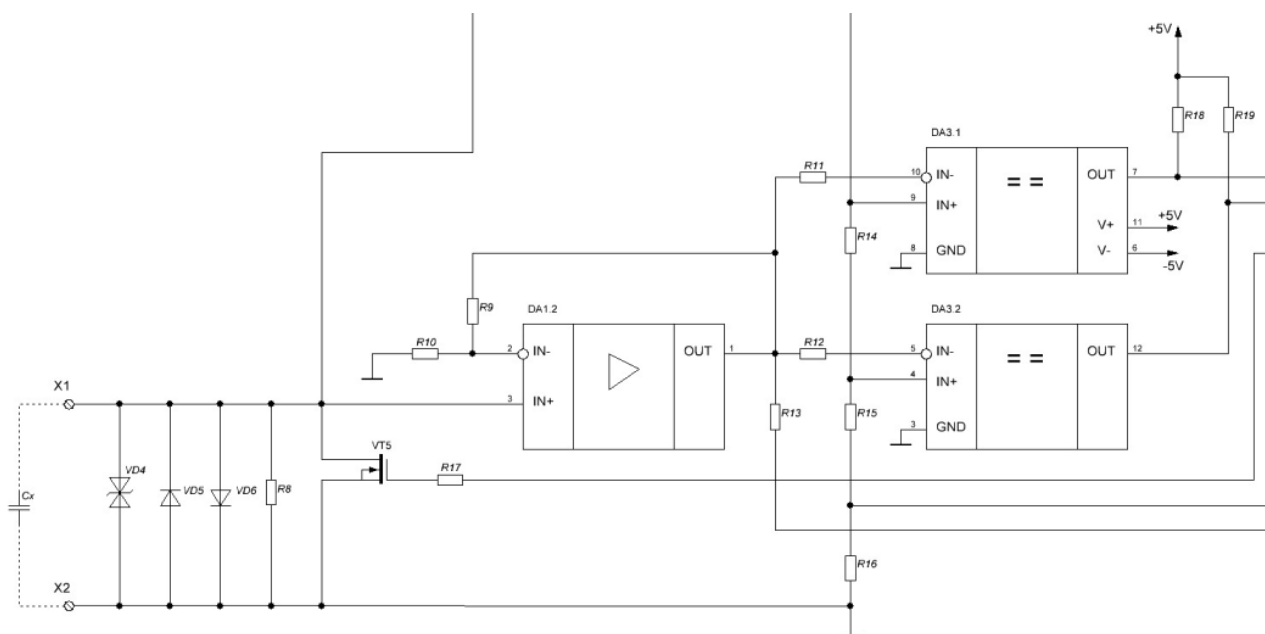 +5V
R18
R19
DA3.1
R11
10
IN-
= =
OUT
7
9
IN+
+5V
V+
11
R14
8
GND
V-
6
-5V
R9
DA1.2
DA3.2
R10
2
IN-
OUT
1
R12
5
IN-
= =
OUT
12
4
IN+
X1
3
IN+
R13
R15
3
GND
VT5
R17
VD4
VD5
VD6
R8
Cx
R16
X2